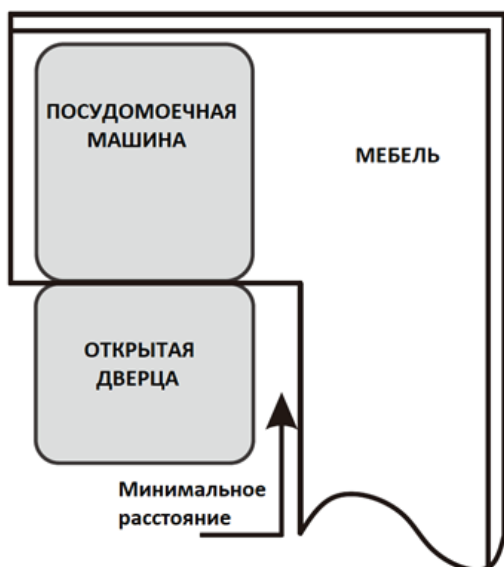 ПОСУДОМОЕЧНАЯ
МАШИНА
МЕБЕЛЬ
ОТКРЫТАЯ
ДВЕРЦА
Минимальное
расстояние